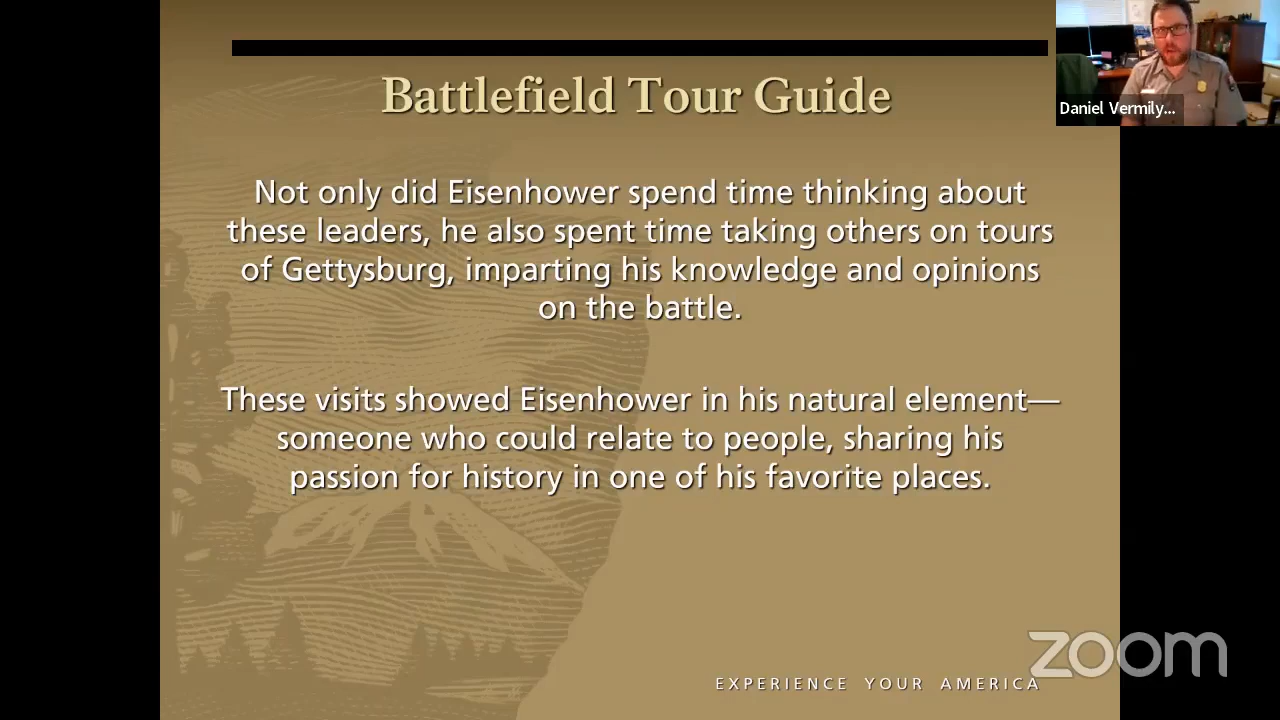 Battlefield Tour Guide
Daniel Vermily...
Not only did Eisenhower spend time thinking about
these leaders, he also spent time taking others on tours
of Gettysburg, imparting his knowledge and opinions
on the battle.
These visits showed Eisenhower in his natural element—
someone who could relate to people, sharing his
passion for history in one of his favorite places.
zoom
EXPERIENCE YOUR AMERICA